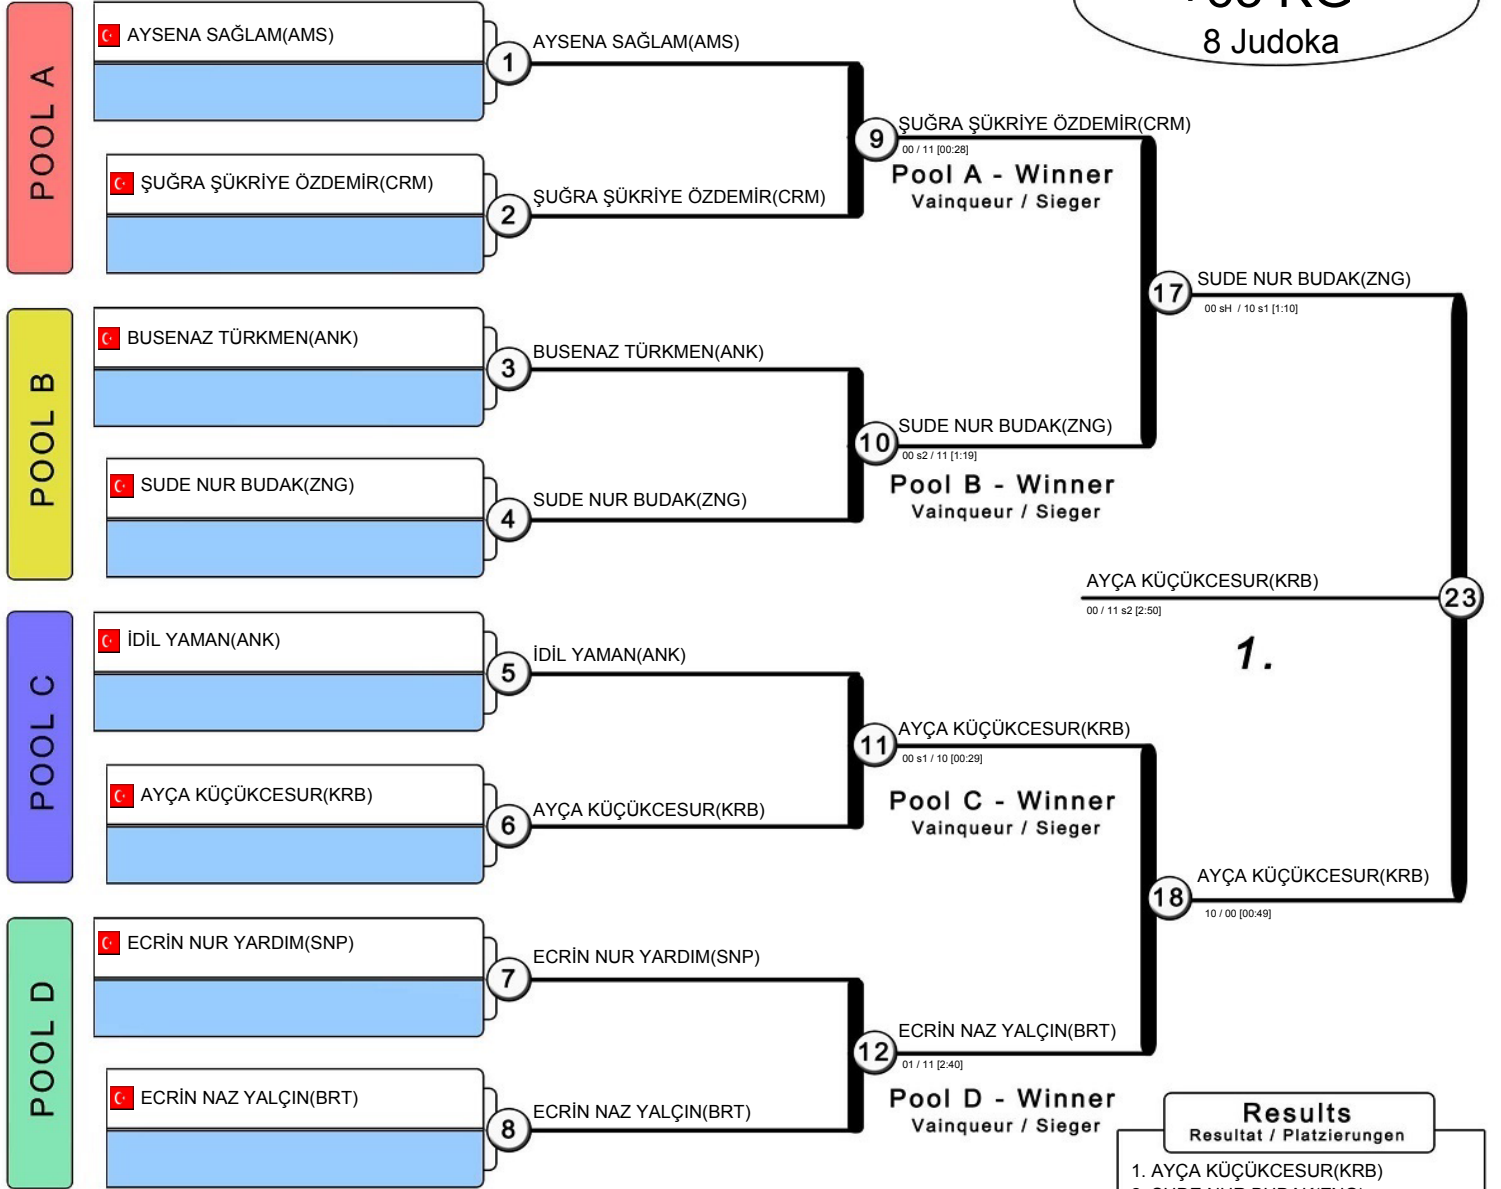 8 Judoka
POOL A
AYSENA SAĞLAM(AMS)
1
AYSENA SAĞLAM(AMS)
ŞUĞRA ŞÜKRİYE ÖZDEMİR(CRM)
2
ŞUĞRA ŞÜKRİYE ÖZDEMİR(CRM)
9
ŞUĞRA ŞÜKRİYE ÖZDEMİR(CRM)
00 / 11 [00:28]
Pool A - Winner
Vainqueur / Sieger
POOL B
BUSENAZ TÜRKMEN(ANK)
3
BUSENAZ TÜRKMEN(ANK)
SUDE NUR BUDAK(ZNG)
4
SUDE NUR BUDAK(ZNG)
10
SUDE NUR BUDAK(ZNG)
00 s2 / 11 [1:19]
Pool B - Winner
Vainqueur / Sieger
17
SUDE NUR BUDAK(ZNG)
00 sH / 10 s1 [1:10]
AYÇA KÜÇÜKCESUR(KRB)
23
00 / 11 s2 [2:50]
1.
POOL C
İDİL YAMAN(ANK)
5
İDİL YAMAN(ANK)
AYÇA KÜÇÜKCESUR(KRB)
6
AYÇA KÜÇÜKCESUR(KRB)
11
AYÇA KÜÇÜKCESUR(KRB)
00 s1 / 10 [00:29]
Pool C - Winner
Vainqueur / Sieger
18
AYÇA KÜÇÜKCESUR(KRB)
10 / 00 [00:49]
POOL D
ECRİN NUR YARDIM(SNP)
7
ECRİN NUR YARDIM(SNP)
ECRİN NAZ YALÇIN(BRT)
8
ECRİN NAZ YALÇIN(BRT)
12
ECRİN NAZ YALÇIN(BRT)
01 / 11 [2:40]
Pool D - Winner
Vainqueur / Sieger
Results
Resultat / Platzierungen
1. AYÇA KÜÇÜKCESUR(KRB)